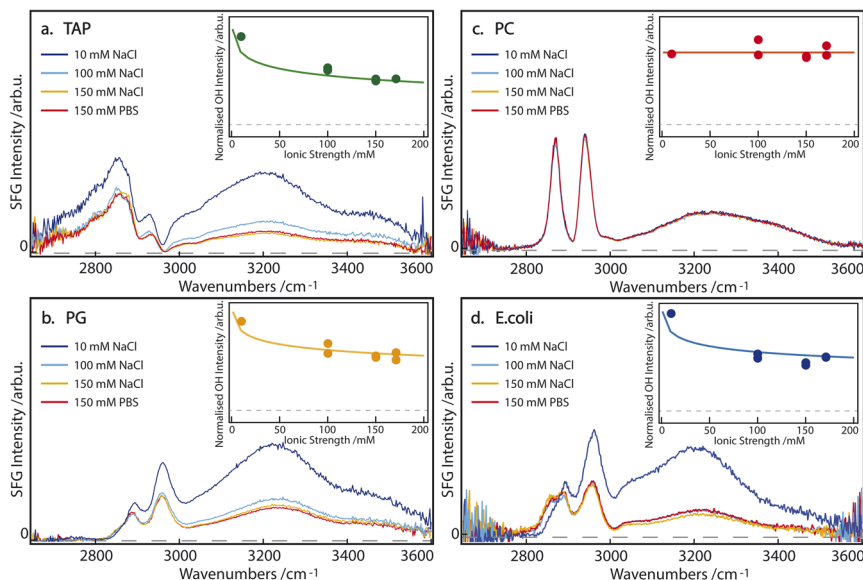 a. TAP
10 mM NaCl
100 mM NaCl
150 mM NaCl
150 mM PBS
Normalised OH Intensity /arb.u.
0 50 100 150 200
Ionic Strength/mM
SFG Intensity /arb.u.
0
2800 3000 3200 3400 3600
Wavenumbers /cm-1
c. PC
10 mM NaCl
100 mM NaCl
150 mM NaCl
150 mM PBS
Normalised OH Intensity /arb.u.
0 50 100 150 200
Ionic Strength/mM
SFG Intensity /arb.u.
0
2800 3000 3200 3400 3600
Wavenumbers /cm-1
b. PG
10 mM NaCl
100 mM NaCl
150 mM NaCl
150 mM PBS
Normalised OH Intensity /arb.u.
0 50 100 150 200
Ionic Strength/mM
SFG Intensity /arb.u.
0
2800 3000 3200 3400 3600
Wavenumbers /cm-1
d. E.coli
10 mM NaCl
100 mM NaCl
150 mM NaCl
150 mM PBS
Normalised OH Intensity /arb.u.
0 50 100 150 200
Ionic Strength/mM
SFG Intensity /arb.u.
0
2800 3000 3200 3400 3600
Wavenumbers /cm-1